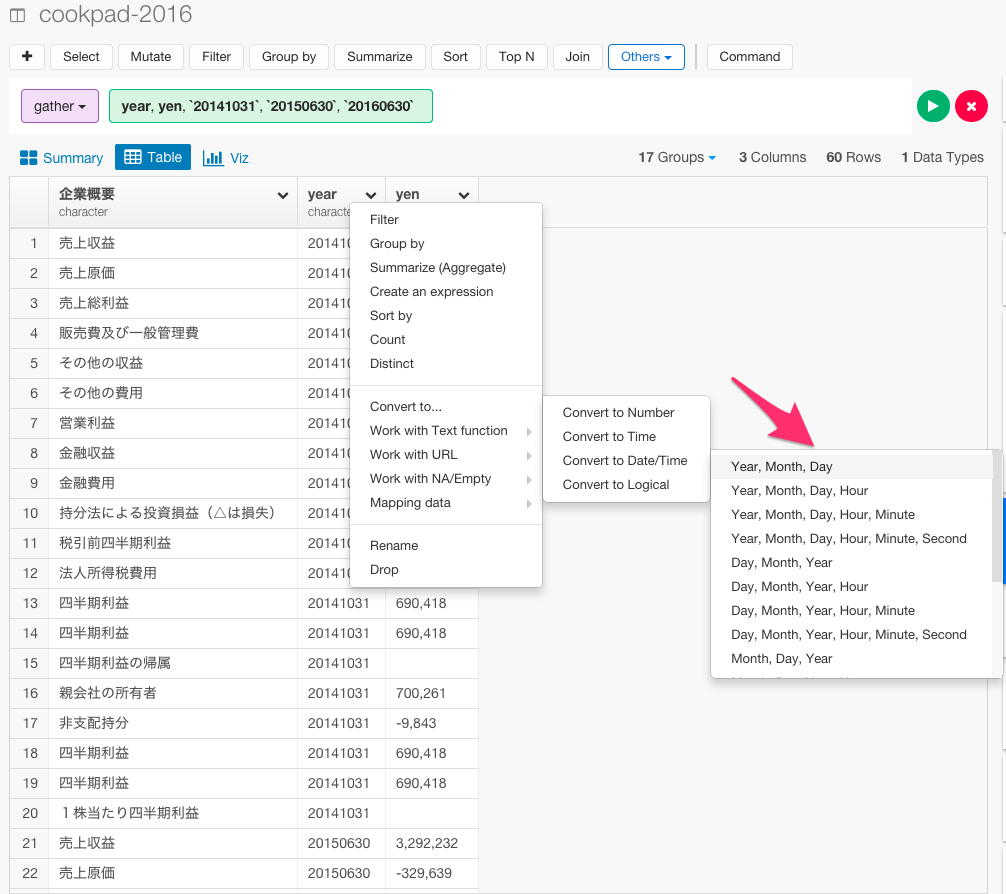 cookpad-2016
+ Select Mutate Filter Group by Summarize Sort Top N Join Others Command
gather year, yen, `20141031`, `20150630`, `20160630`
Summary Table Viz 17 Groups 3 Columns 60 Rows 1 Data Types
企業概要 year yen
character characte
1 売上収益 20141
2 売上原価 20141
3 売上総利益 20141
4 販売費及び一般管理費 20141
5 その他の収益 20141
6 その他の費用 20141
7 営業利益 20141
8 金融収益 20141
9 金融費用 20141
10 持分法による投資損益（△は損失） 20141
11 税引前四半期利益 20141
12 法人所得税費用 20141
13 四半期利益 20141031 690,418
14 四半期利益 20141031 690,418
15 四半期利益の帰属 20141031
16 親会社の所有者 20141031 700,261
17 非支配持分 20141031 -9,843
18 四半期利益 20141031 690,418
19 四半期利益 20141031 690,418
20 １株当たり四半期利益 20141031
21 売上収益 20150630 3,292,232
22 売上原価 20150630 -329,639
Filter
Group by
Summarize (Aggregate)
Create an expression
Sort by
Count
Distinct
Convert to...
Work with Text function
Work with URL
Work with NA/Empty
Mapping data
Rename
Drop
Convert to Number
Convert to Time
Convert to Date/Time
Convert to Logical
Year, Month, Day
Year, Month, Day, Hour
Year, Month, Day, Hour, Minute
Year, Month, Day, Hour, Minute, Second
Day, Month, Year
Day, Month, Year, Hour
Day, Month, Year, Hour, Minute
Day, Month, Year, Hour, Minute, Second
Month, Day, Year